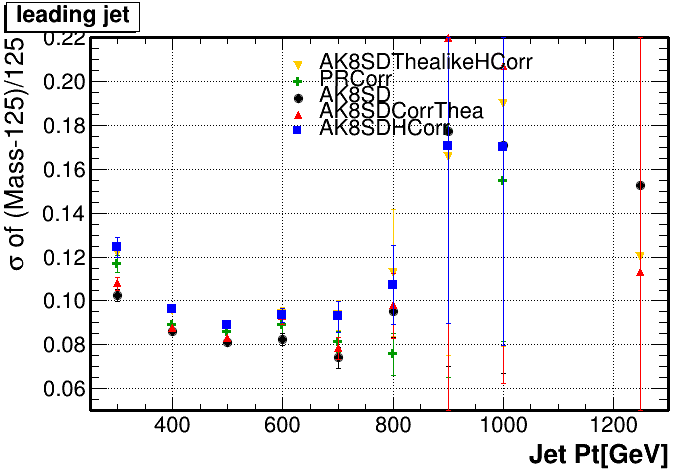 leading jet
σ of (Mass-125)/125
0.22
0.20
0.18
0.16
0.14
0.12
0.10
0.08
0.06
AK8SDThealikeHCorr
PRCorr
AK8SD
AK8SDCorrThea
AK8SDHCorr
400 600 800 1000 1200
Jet Pt[GeV]